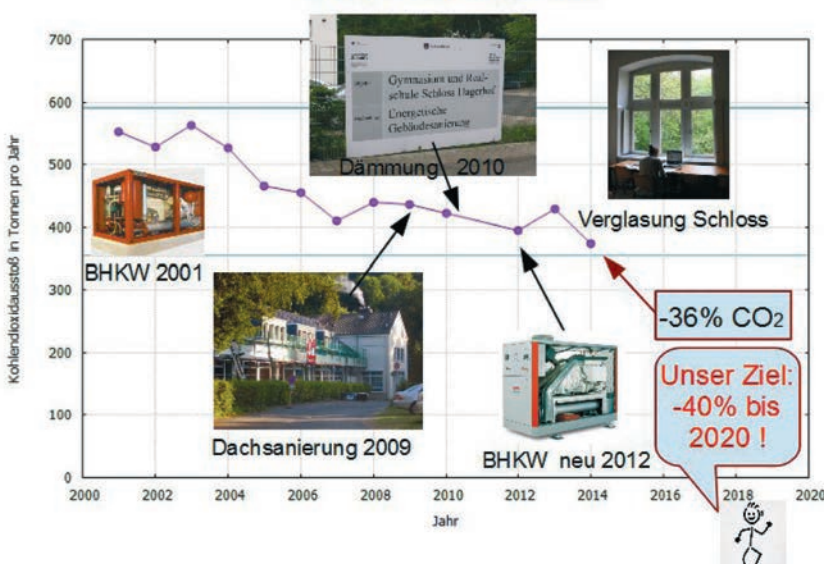 Kohlendioxidausstoß in Tonnen pro Jahr
700
600
500
400
300
200
100
0
Gymnasium und Real-
schule Schloss Hagerhof
Energetische
Gebäudesanierung
Dämmung 2010
Verglasung Schloss
BHKW 2001
-36% CO2
Dachsanierung 2009
BHKW neu 2012
Unser Ziel:
-40% bis
2020 !
2000 2002 2004 2006 2008 2010 2012 2014 2016 2018 2020
Jahr